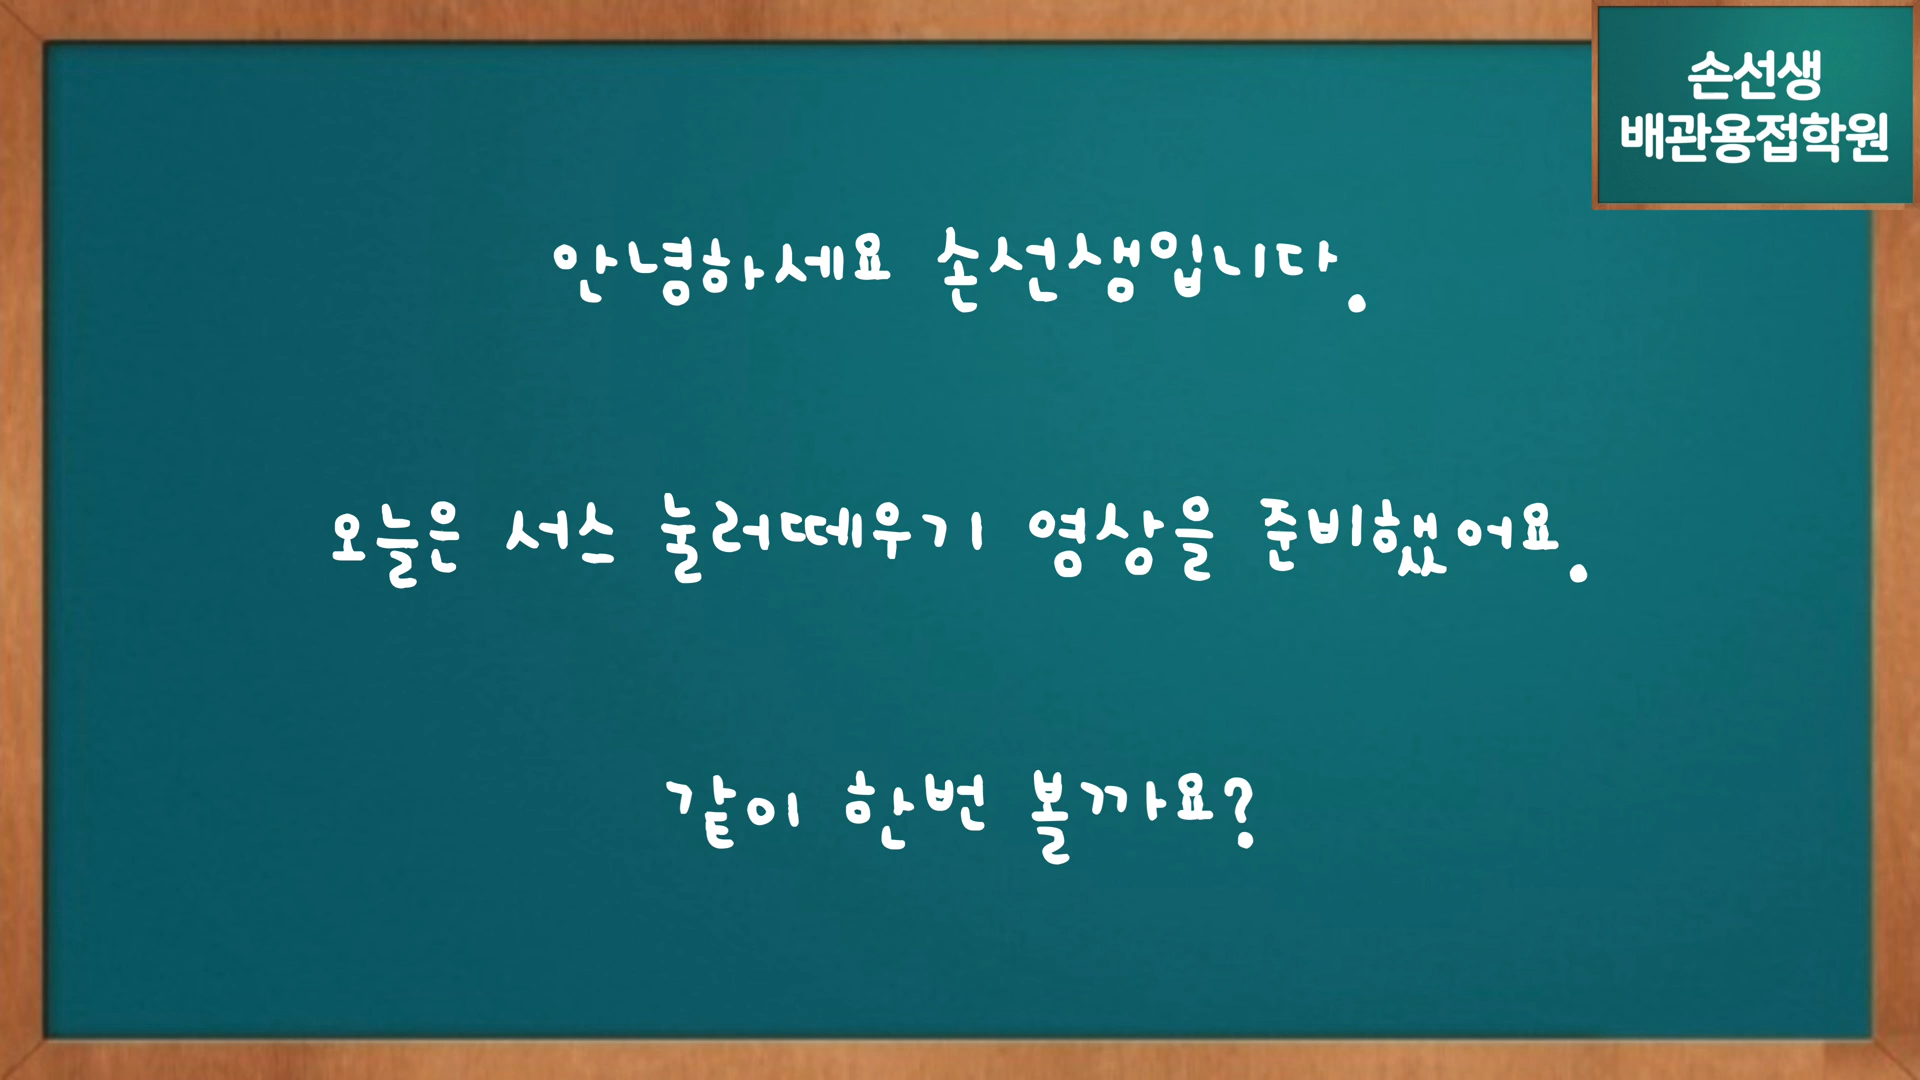 손선생
배관용접학원
안녕하세요 손선생입니다.
오늘은 서스 눌러떼우기 영상을 준비했어요.
같이 한번 볼까요?